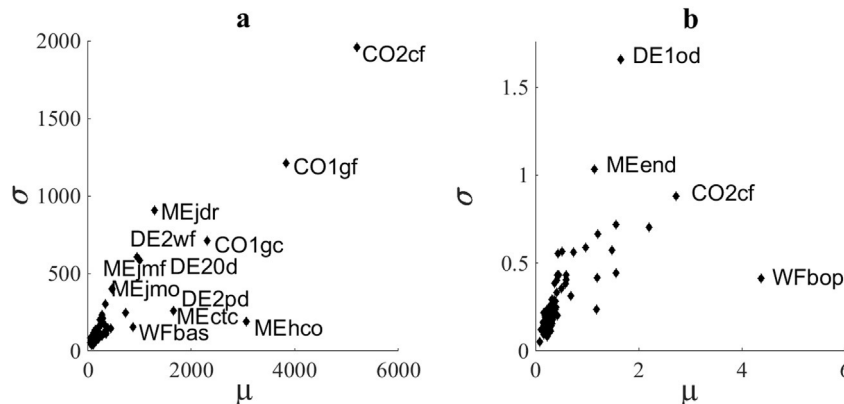 a
2000
1500
1000
500
0
σ
CO2cf
CO1gf
MEjdr
DE2wf
CO1gc
MEjmf
DE20d
MEjmo
DE2pd
MEctc
WFbas
MEhco
0
2000
4000
6000
μ
b
1.5
1
0.5
0
σ
DE1od
MEend
CO2cf
WFbop
0
2
4
6
μ